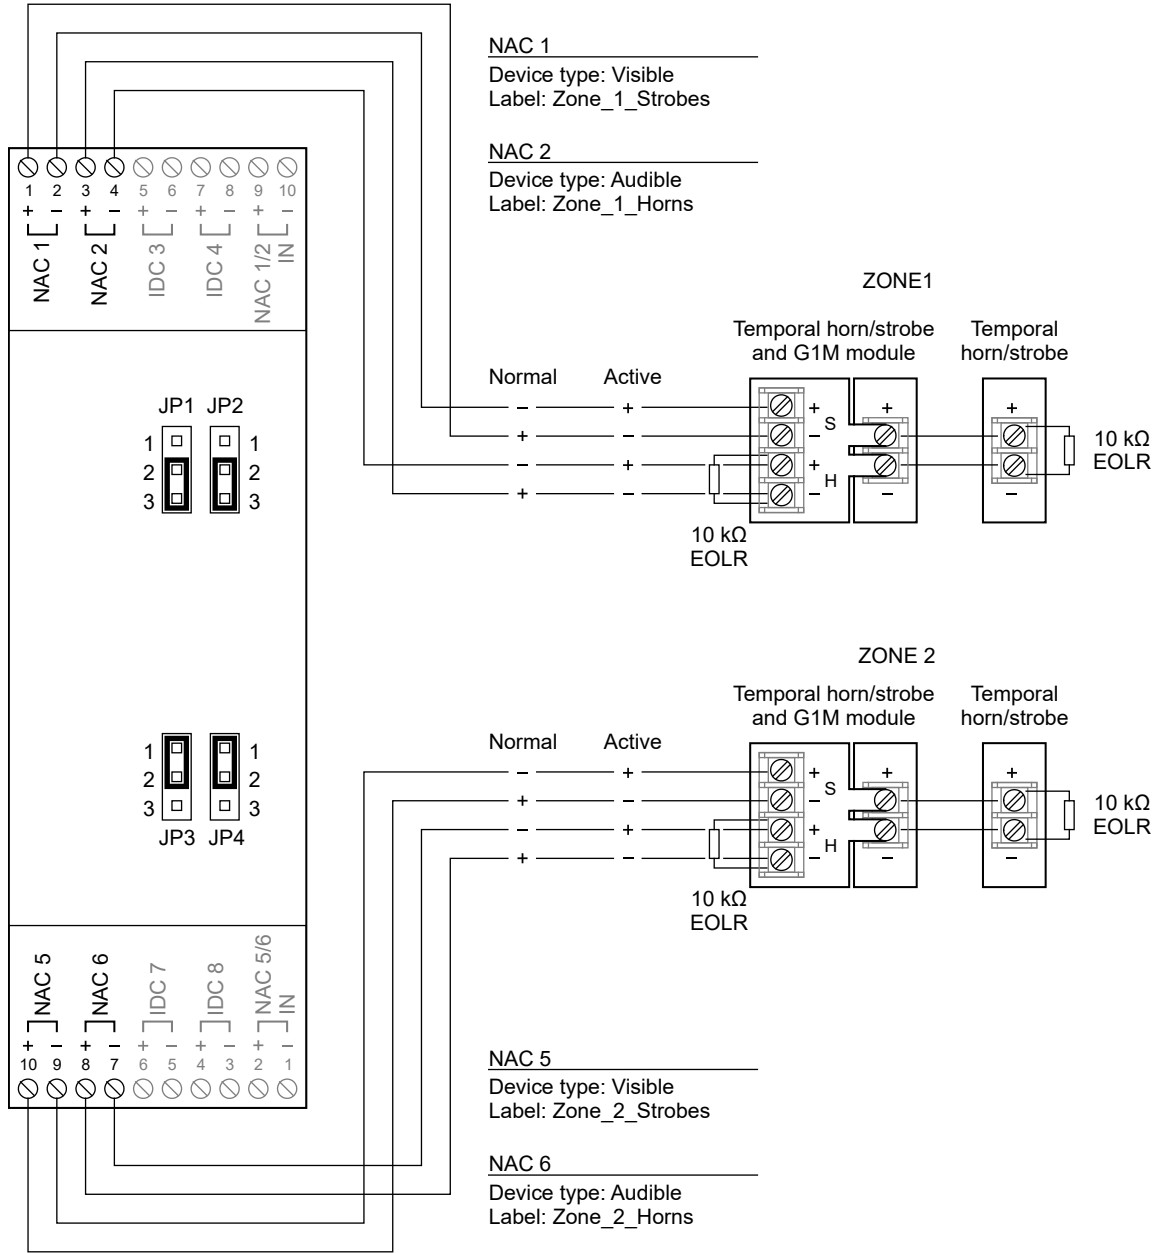 NAC 1
Device type: Visible
Label: Zone_1_Strobes
NAC 2
Device type: Audible
Label: Zone_1_Horns
1 2 3 4 5 6 7 8 9 10
+ − + − + − + − + −
NAC 1
NAC 2
IDC 3
IDC 4
NAC 1/2
IN
JP1 JP2
1 1
2 2
3 3
ZONE1
Temporal horn/strobe
and G1M module
Temporal
horn/strobe
Normal Active
− + + + +
+ − S −
− + + H
+ − − − −
10 kΩ
EOLR
10 kΩ
EOLR
ZONE 2
Temporal horn/strobe
and G1M module
Temporal
horn/strobe
Normal Active
− + + + +
+ − S −
− + + H
+ − − − −
10 kΩ
EOLR
10 kΩ
EOLR
1 1
2 2
3 3
JP3 JP4
NAC 5
NAC 6
IDC 7
IDC 8
NAC 5/6
IN
+ − + − + − + − + −
10 9 8 7 6 5 4 3 2 1
NAC 5
Device type: Visible
Label: Zone_2_Strobes
NAC 6
Device type: Audible
Label: Zone_2_Horns